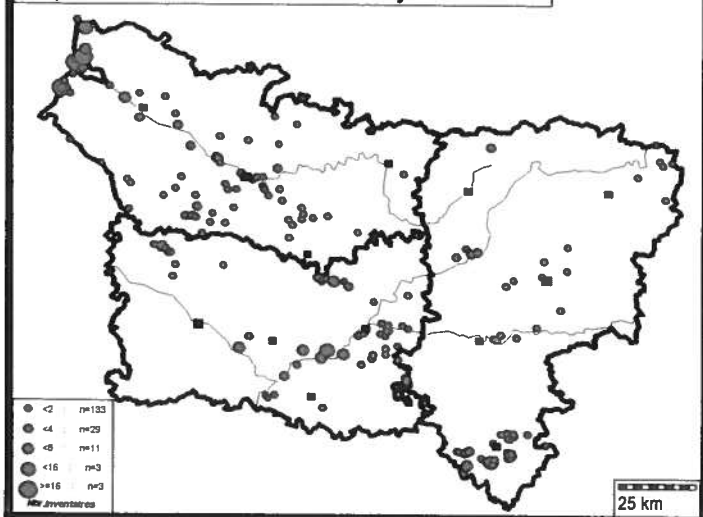 <2 : n=133
<4 : n=29
<8 : n=11
<16 : n=3
>=16 : n=3
Nbr .Inventaires
25 km